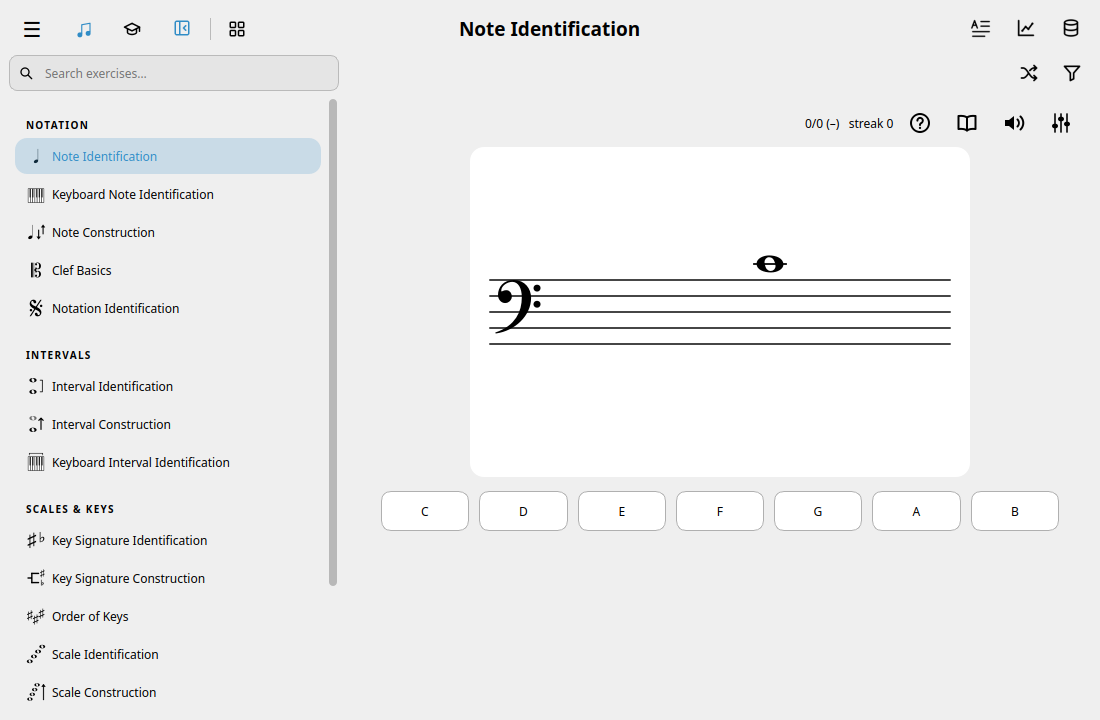 Note Identification
Search exercises...
0/0 (–) streak 0
NOTATION
Note Identification
Keyboard Note Identification
Note Construction
Clef Basics
Notation Identification
INTERVALS
Interval Identification
Interval Construction
Keyboard Interval Identification
SCALES & KEYS
Key Signature Identification
Key Signature Construction
Order of Keys
Scale Identification
Scale Construction
C D E F G A B